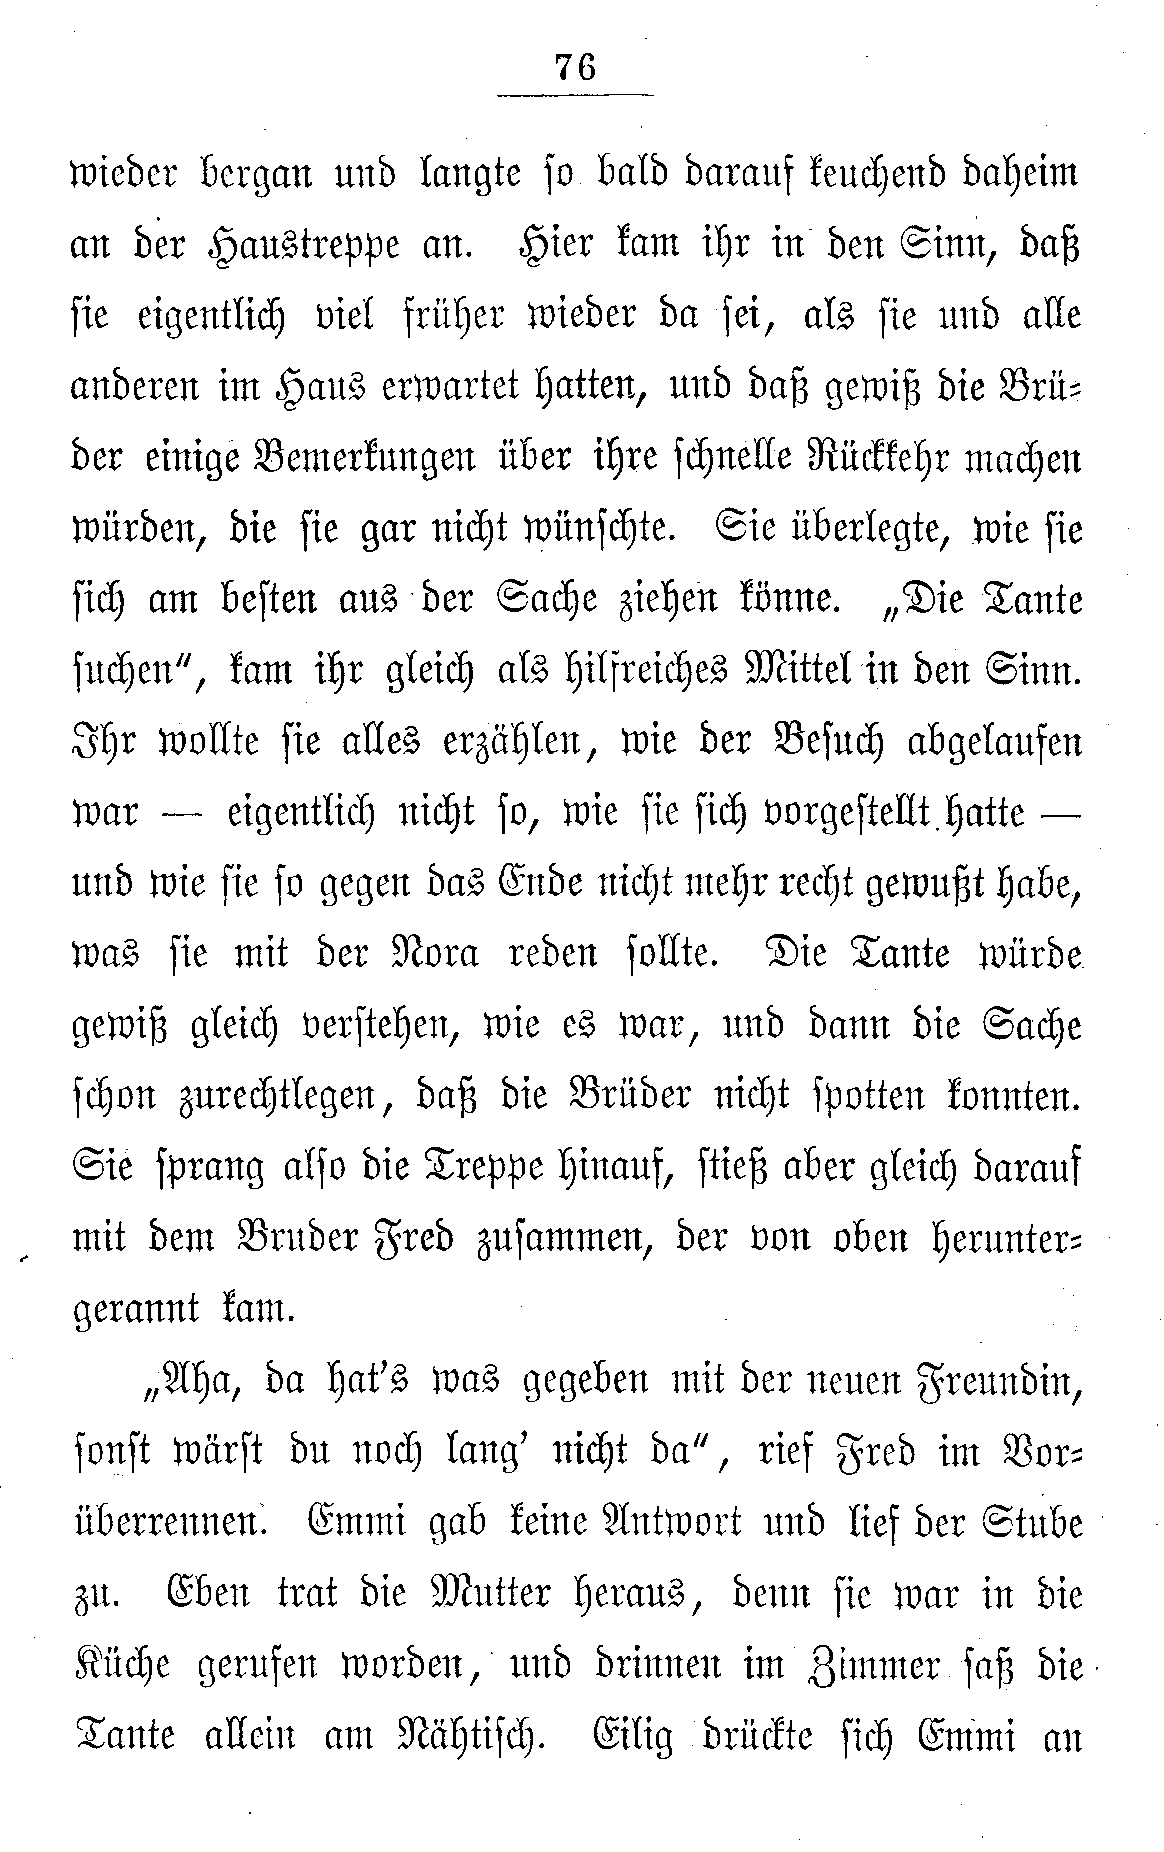 76
wieder bergan und langte so bald darauf keuchend daheim
an der Haustreppe an. Hier kam ihr in den Sinn, daß
sie eigentlich viel früher wieder da sei, als sie und alle
anderen im Haus erwartet hatten, und daß gewiß die Brü-
der einige Bemerkungen über ihre schnelle Rückkehr machen
würden, die sie gar nicht wünschte. Sie überlegte, wie sie
sich am besten aus der Sache ziehen könne. „Die Tante
suchen", kam ihr gleich als hilfreiches Mittel in den Sinn.
Ihr wollte sie alles erzählen, wie der Besuch abgelaufen
war — eigentlich nicht so, wie sie sich vorgestellt hatte —
und wie sie so gegen das Ende nicht mehr recht gewußt habe,
was sie mit der Nora reden sollte. Die Tante würde
gewiß gleich verstehen, wie es war, und dann die Sache
schon zurechtlegen, daß die Brüder nicht spotten konnten.
Sie sprang also die Treppe hinauf, stieß aber gleich darauf
mit dem Bruder Fred zusammen, der von oben herunter-
gerannt kam.
„Aha, da hat's was gegeben mit der neuen Freundin,
sonst wärst du noch lang' nicht da", rief Fred im Vor-
überrennen. Emmi gab keine Antwort und lief der Stube
zu. Eben trat die Mutter heraus, denn sie war in die
Küche gerufen worden, und drinnen im Zimmer saß die
Tante allein am Nähtisch. Eilig drückte sich Emmi an